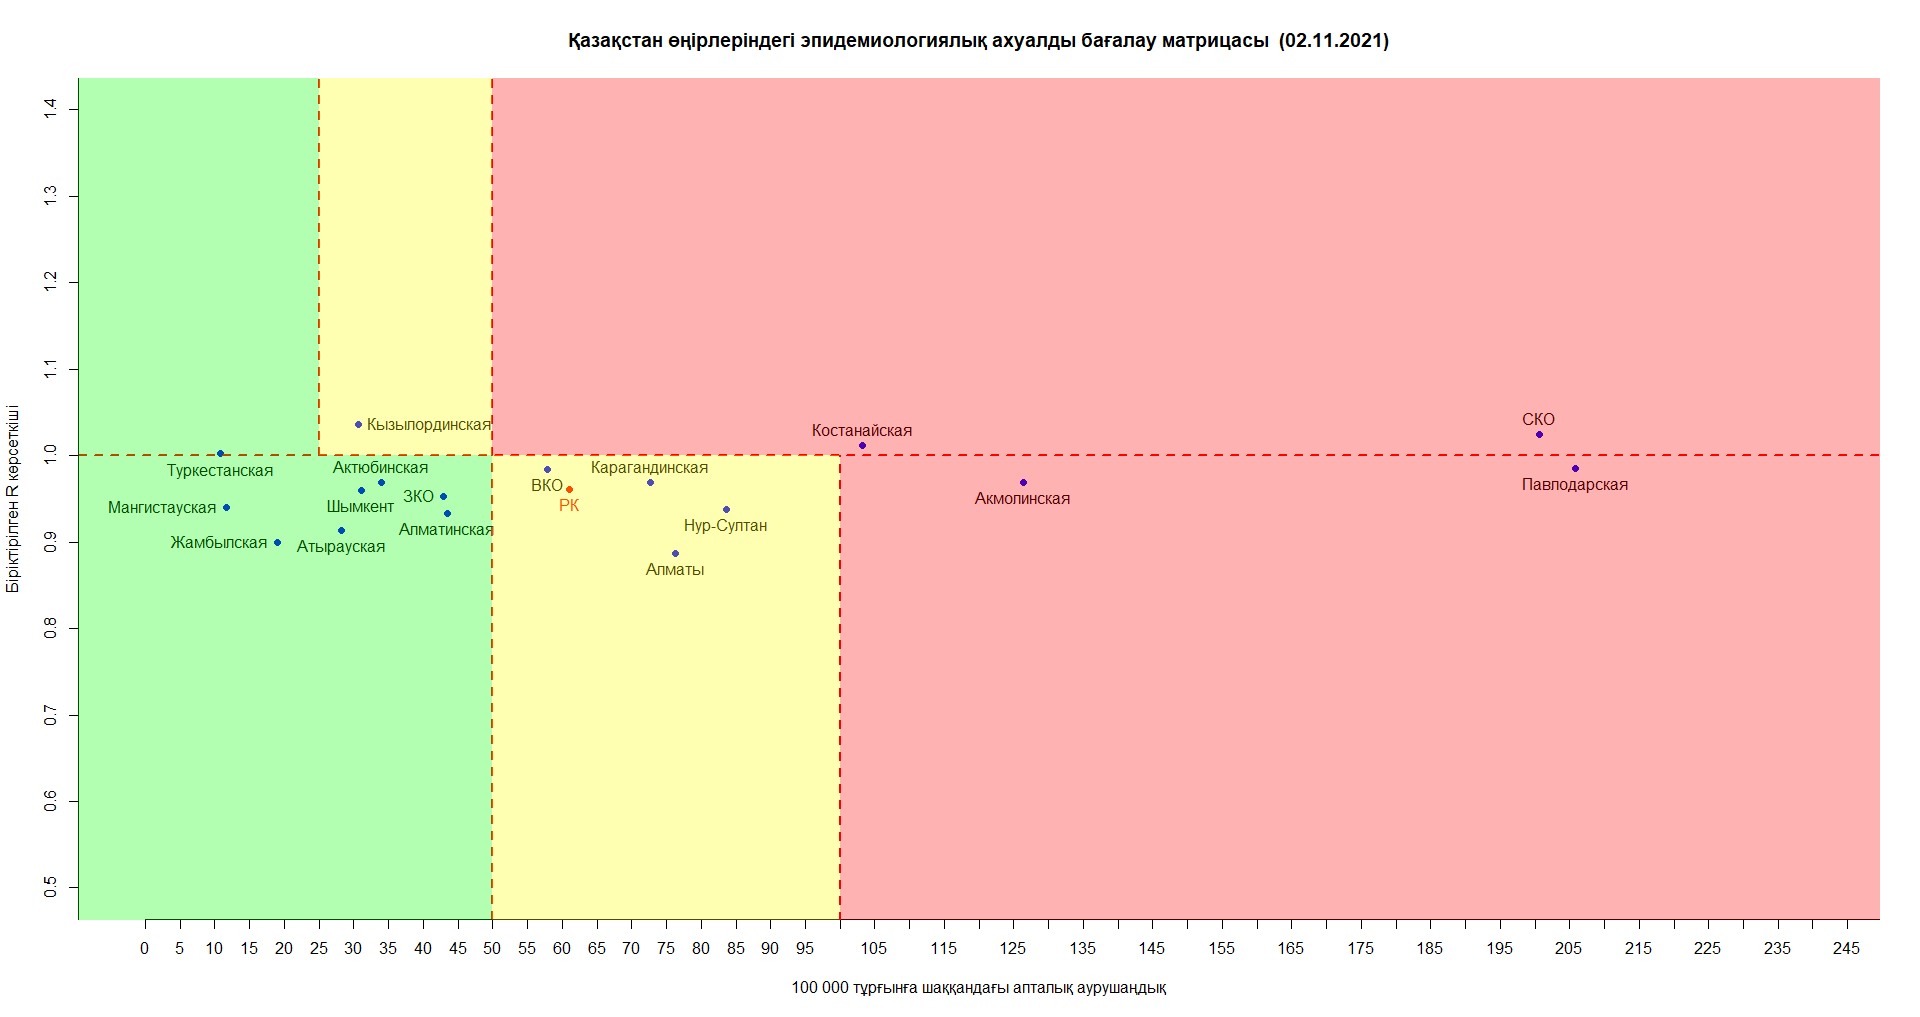 Қазақстан өңірлеріндегі эпидемиологиялық ахуалды бағалау матрицасы (02.11.2021)
1.4
1.3
1.2
1.1
1.0
0.9
0.8
0.7
0.6
0.5
Біріктірілген R көрсеткіші
Кызылординская
Туркестанская
Актюбинская
ЗКО
Шымкент
Мангистауская
Алматинская
Жамбылская
Атырауская
Карагандинская
ВКО
РК
Нур-Султан
Алматы
Костанайская
Акмолинская
СКО
Павлодарская
0 5 10 15 20 25 30 35 40 45 50 55 60 65 70 75 80 85 90 95 105 115 125 135 145 155 165 175 185 195 205 215 225 235 245
100 000 тұрғынға шаққандағы апталық аурушаңдық